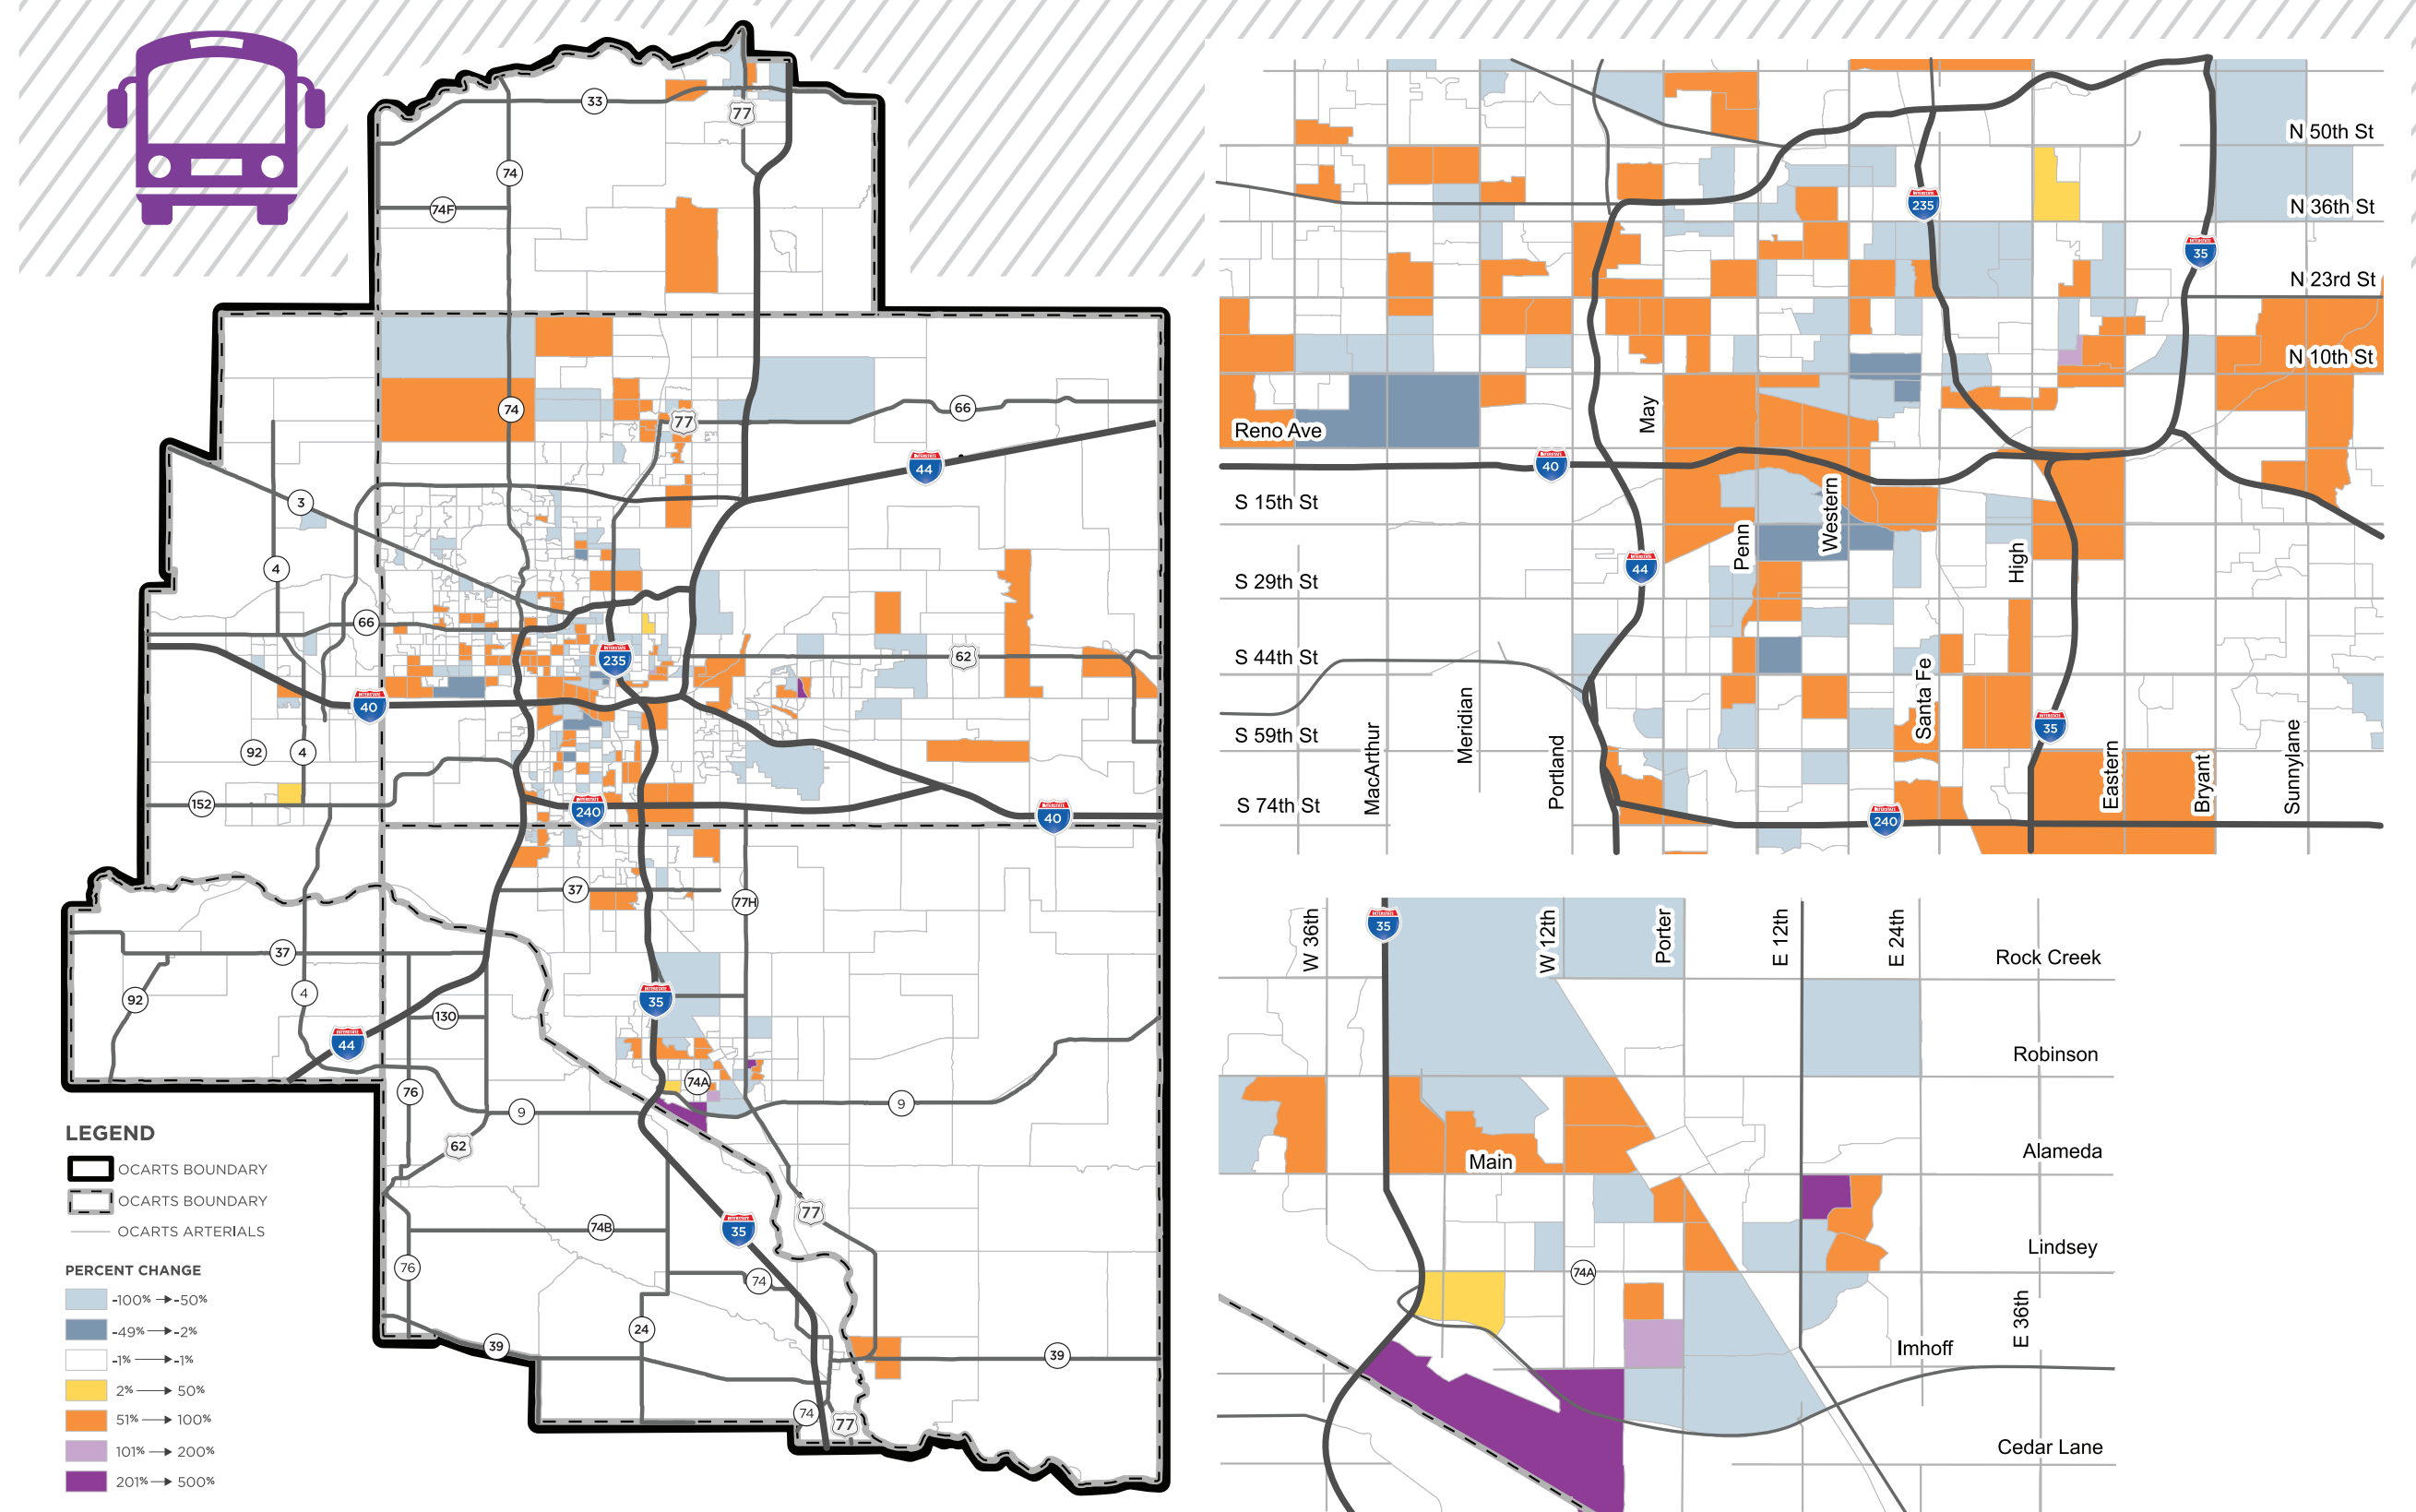 33
77
74
74F
74
77
66
44
3
4
66
235
62
40
92
4
152
240
40
37
77H
37
92
4
35
130
44
76
74A
9
9
62
77
74B
35
76
74
24
39
39
74
77
LEGEND
OCARTS BOUNDARY
OCARTS BOUNDARY
OCARTS ARTERIALS
PERCENT CHANGE
-100% → -50%
-49% → -2%
-1% → -1%
2% → 50%
51% → 100%
101% → 200%
201% → 500%
N 50th St
N 36th St
235
35
N 23rd St
N 10th St
May
Reno Ave
40
S 15th St
Western
Penn
High
44
S 29th St
S 44th St
Santa Fe
Meridian
S 59th St
MacArthur
Portland
35
Eastern
Bryant
Sunnylane
S 74th St
240
35
W 36th
W 12th
Porter
E 12th
E 24th
Rock Creek
Robinson
Alameda
Main
Lindsey
74A
E 36th
Imhoff
Cedar Lane